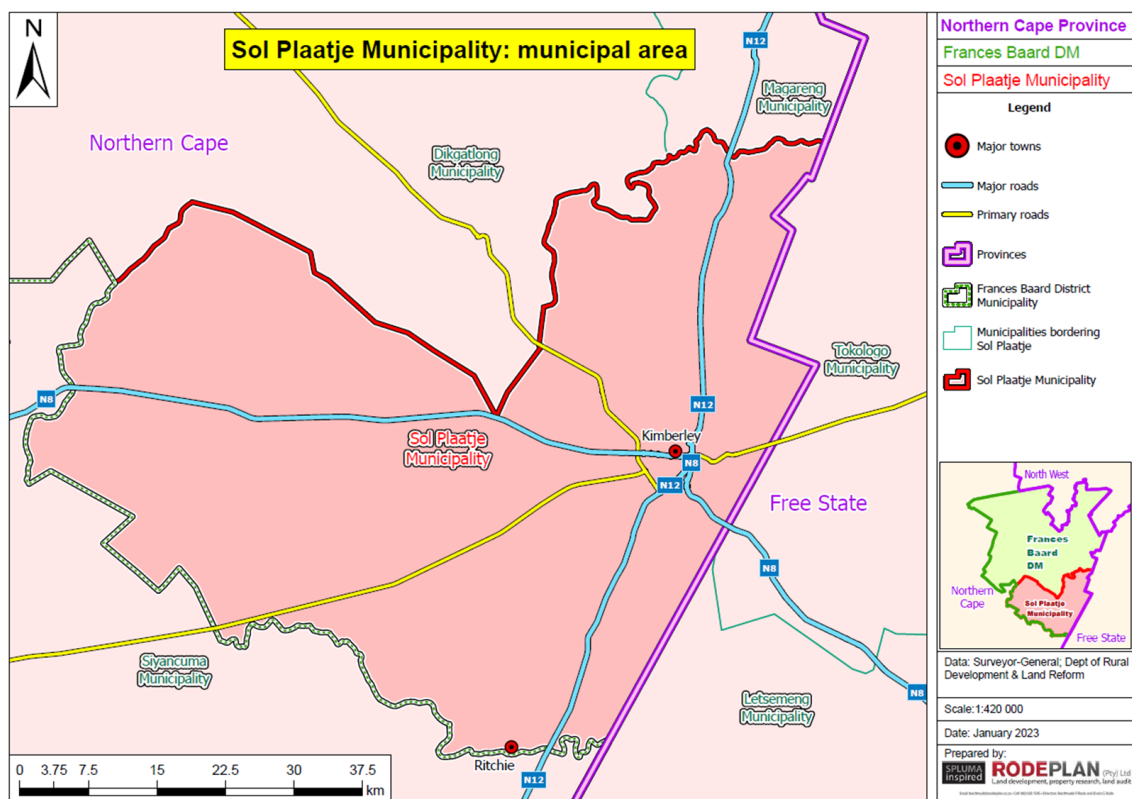 N
Sol Plaatje Municipality: municipal area
N12
Magareng
Municipality
Northern Cape
Dikgatlong
Municipality
Tokologo
Municipality
N8
N12
Kimberley
Sol Plaatje
Municipality
N8
N12
Free State
N8
Siyancuma
Municipality
Letsemeng
Municipality
N8
Ritchie
N12
0 3.75 7.5 15 22.5 30 37.5
km
Northern Cape Province
Frances Baard DM
Sol Plaatje Municipality
Legend
Major towns
Major roads
Primary roads
Provinces
Frances Baard District
Municipality
Municipalities bordering
Sol Plaatje
Sol Plaatje Municipality
North West
Frances
Baard
DM
Northern
Cape
Sol Plaatje
Municipality
Free State
Data: Surveyor-General; Dept of Rural
Development & Land Reform
Scale:1:420 000
Date: January 2023
Prepared by:
SPLUMA
inspired
RODEPLAN (Pty) Ltd
Land development, property research, land audit